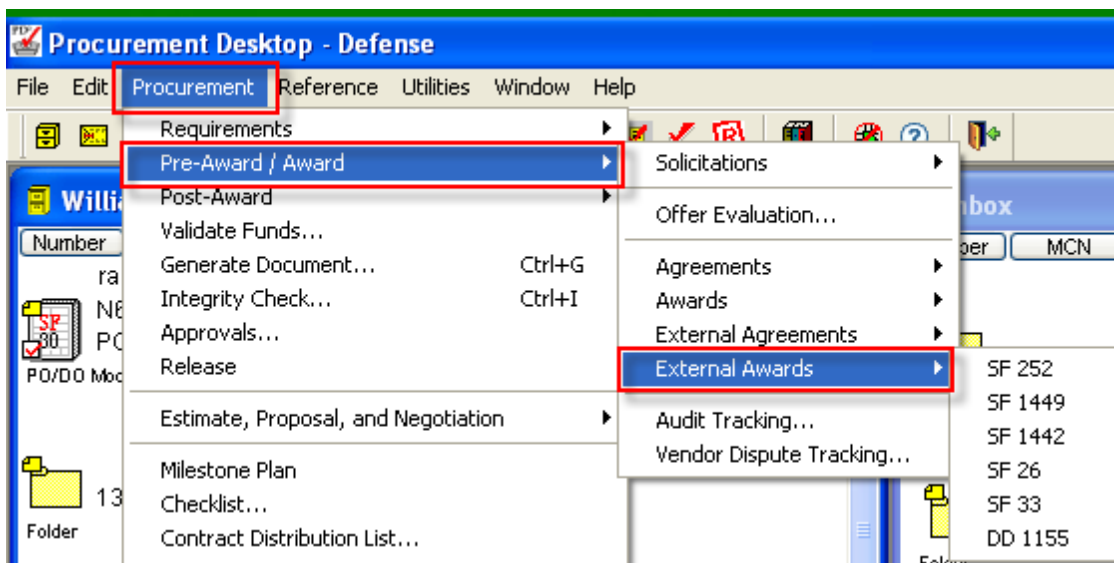 Procurement Desktop - Defense
File Edit Procurement Reference Utilities Window Help
Requirements
Pre-Award / Award
Post-Award
Validate Funds...
Generate Document... Ctrl+G
Integrity Check... Ctrl+I
Approvals...
Release
Estimate, Proposal, and Negotiation
Milestone Plan
Checklist...
Contract Distribution List...
Solicitations
Offer Evaluation...
Agreements
Awards
External Agreements
External Awards
Audit Tracking...
Vendor Dispute Tracking...
SF 252
SF 1449
SF 1442
SF 26
SF 33
DD 1155
Number
SF
30
PO/DO
13
Folder
MCN